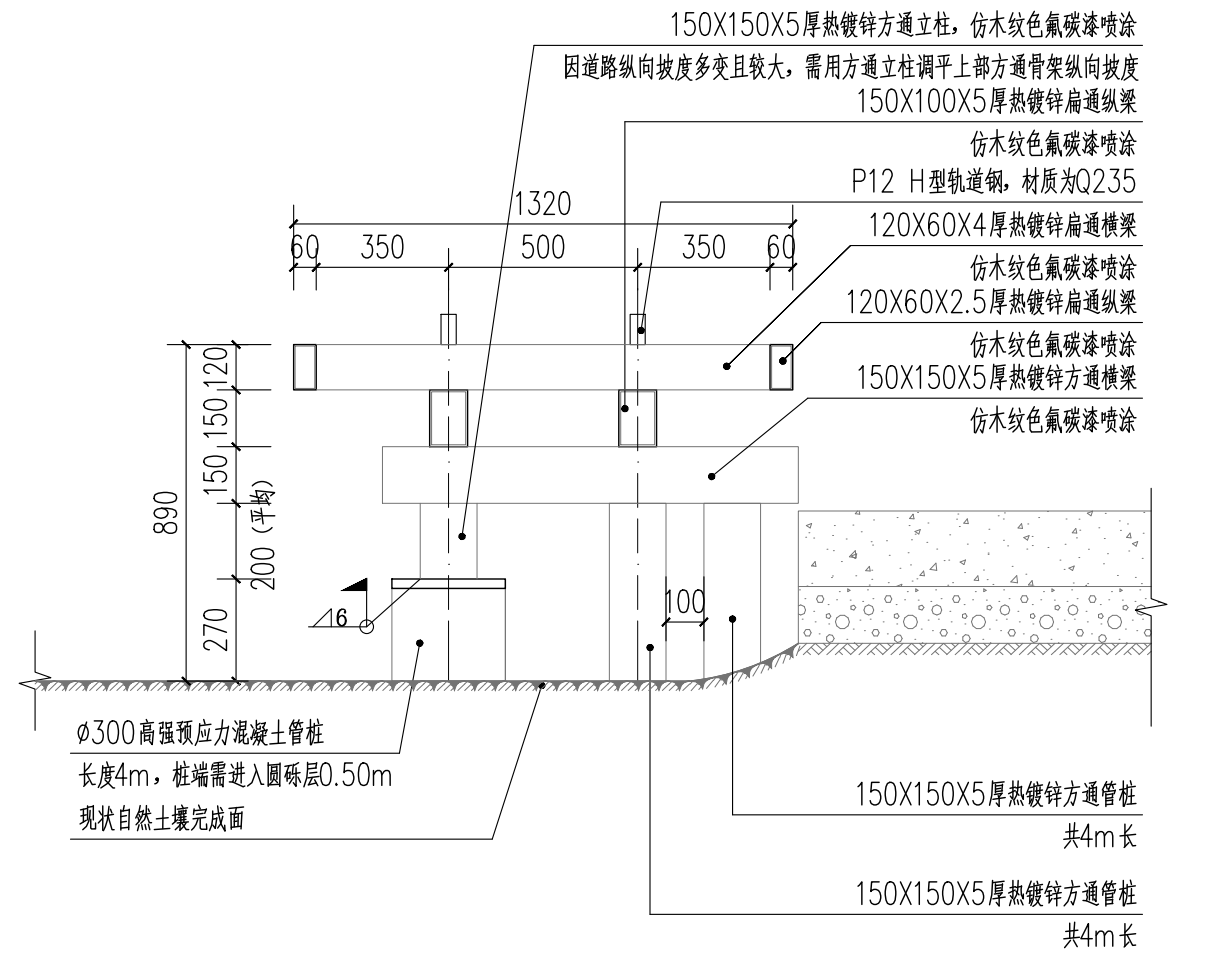 150X150X5厚热镀锌方通立柱，仿木纹色氟碳漆喷涂
因道路纵向坡度多变且较大，需用方通立柱调平上部方通骨架纵向坡度
150X100X5厚热镀锌扁通纵梁
仿木纹色氟碳漆喷涂
P12 H型轨道钢，材质为Q235
1320
120X60X4厚热镀锌扁通横梁
60 350 500 350 60
仿木纹色氟碳漆喷涂
120X60X2.5厚热镀锌扁通纵梁
仿木纹色氟碳漆喷涂
150X150X5厚热镀锌方通横梁
仿木纹色氟碳漆喷涂
120
150
150
890
200（平均）
270
6
100
Ø300高强预应力混凝土管桩
长度4m，桩端需进入圆砾层0.50m
现状自然土壤完成面
150X150X5厚热镀锌方通管桩
共4m长
150X150X5厚热镀锌方通管桩
共4m长